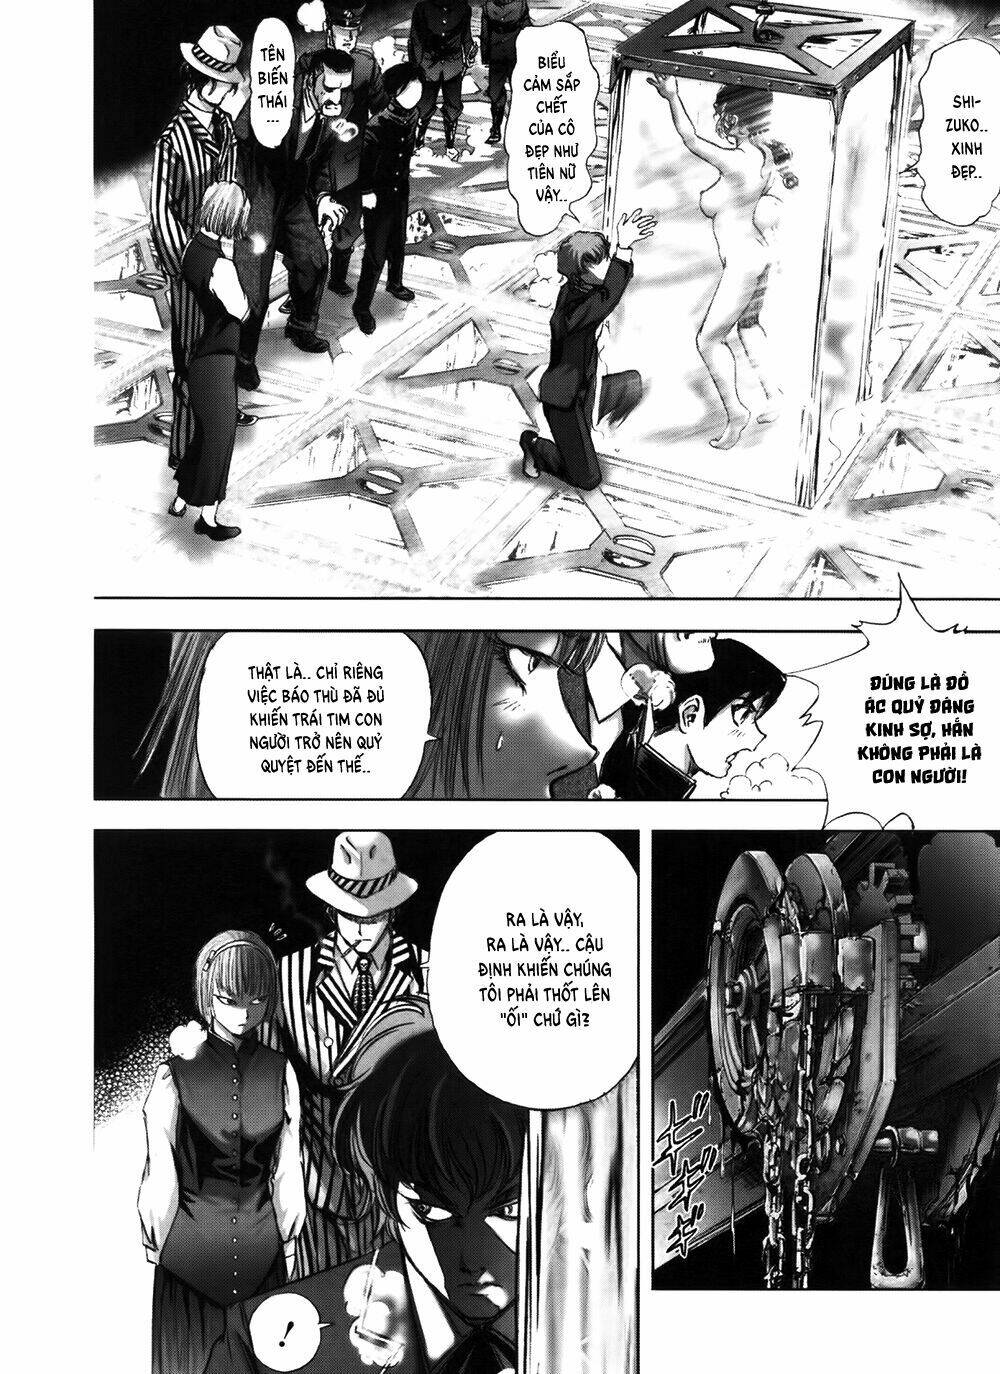 SHI-
ZUKO..
XINH
ĐẸP..
BIỂU
CẢM SẮP
CHẾT
CỦA CÔ
ĐẸP NHƯ
TIÊN NỮ
VẬY..
TÊN
BIẾN
THÁI
...
ĐÚNG LÀ ĐỒ
ÁC QUỶ ĐÁNG
KINH SỢ, HẮN
KHÔNG PHẢI LÀ
CON NGƯỜI!
THẬT LÀ.. CHỈ RIÊNG
VIỆC BÁO THÙ ĐÃ ĐỦ
KHIẾN TRÁI TIM CON
NGƯỜI TRỞ NÊN QUỶ
QUYỆT ĐẾN THẾ..
ギギギ
RA LÀ VẬY,
RA LÀ VẬY.. CẬU
ĐỊNH KHIẾN CHÚNG
TÔI PHẢI THỐT LÊN
"ỐI" CHỨ GÌ?
!